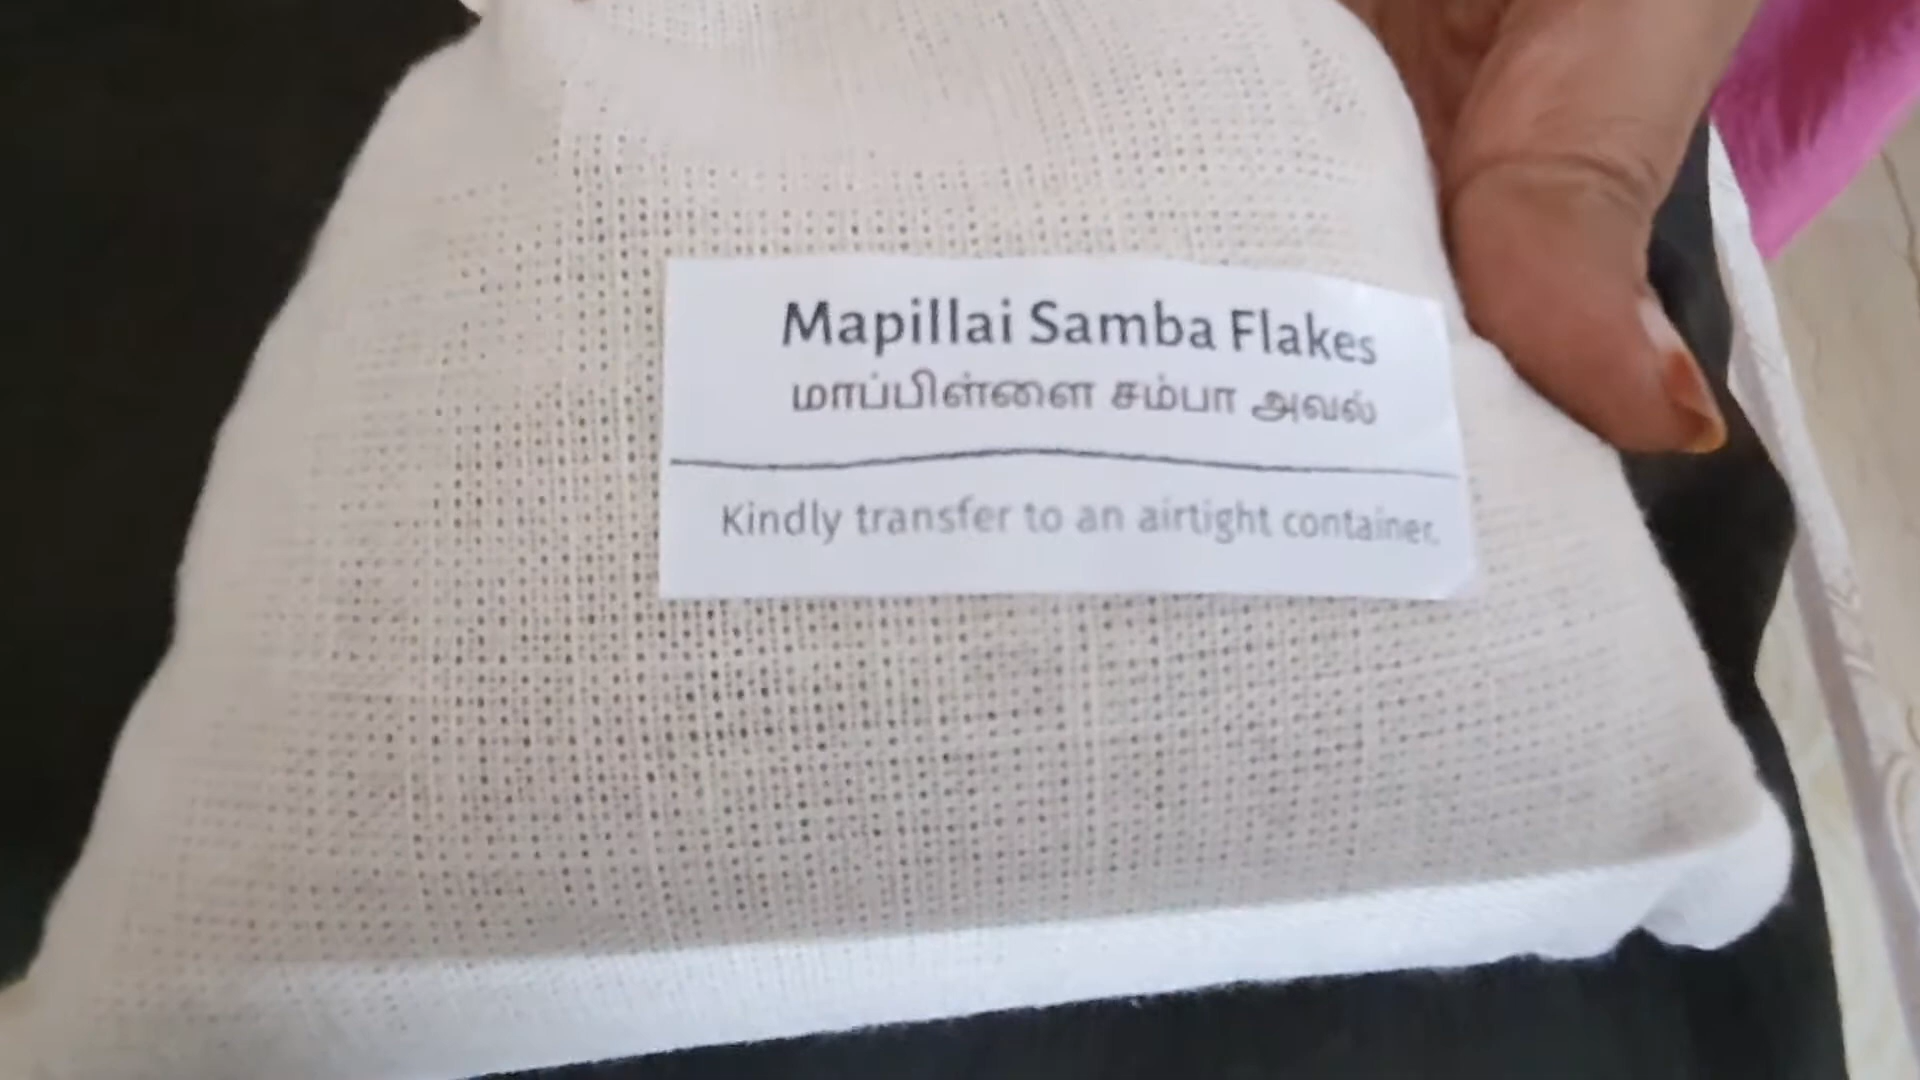 Mapillai Samba Flakes
மாப்பிள்ளை சம்பா அவல்
Kindly transfer to an airtight container.